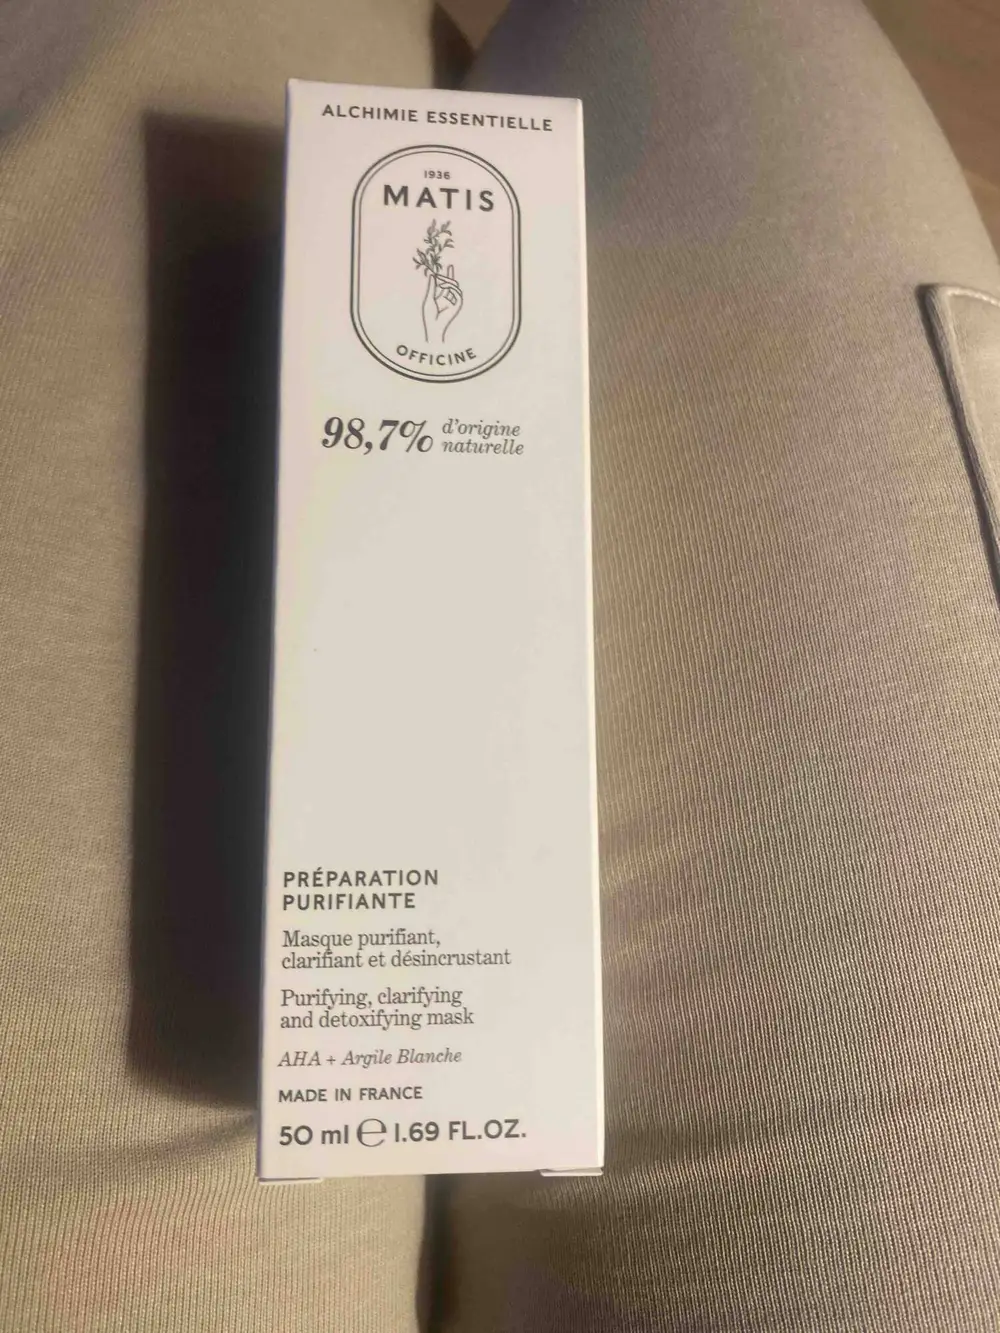 ALCHIMIE ESSENTIELLE
1936
MATIS
OFFICINE
98,7% d'origine
naturelle
PRÉPARATION
PURIFIANTE
Masque purifiant,
clarifiant et désincrustant
Purifying, clarifying
and detoxifying mask
AHA + Argile Blanche
MADE IN FRANCE
50 ml ℮ 1.69 FL.OZ.